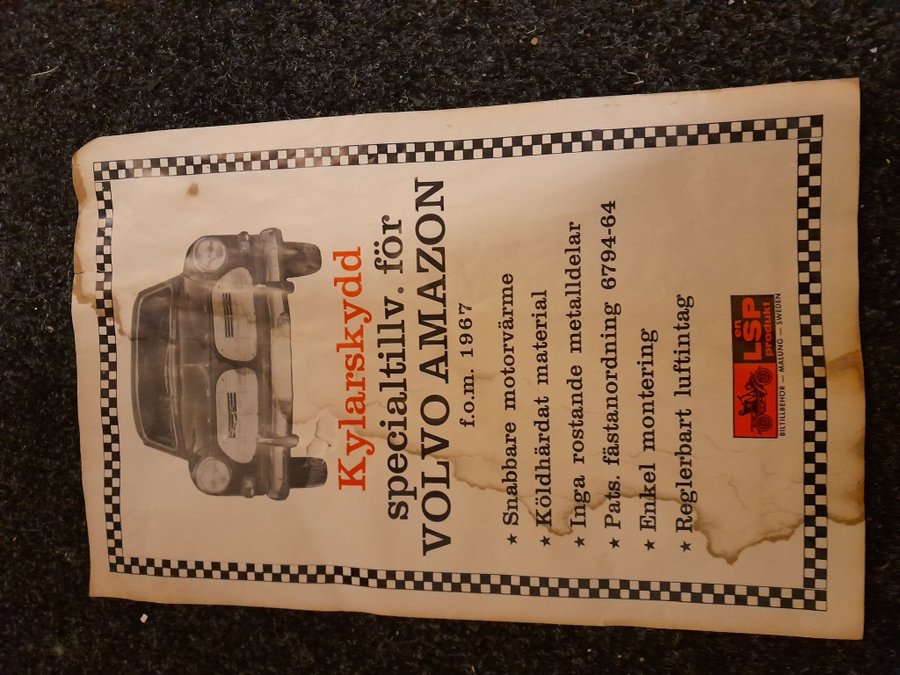 Kylarskydd
specialtillv. för
VOLVO AMAZON
f.o.m. 1967
★ Snabbare motorvärme
★ Köldhärdat material
★ Inga rostande metalldelar
★ Pats. fästanordning 6794-64
★ Enkel montering
★ Reglerbart luftintag
en
LSP
produkt
BILTILLBEHÖR — MALUNG — SWEDEN